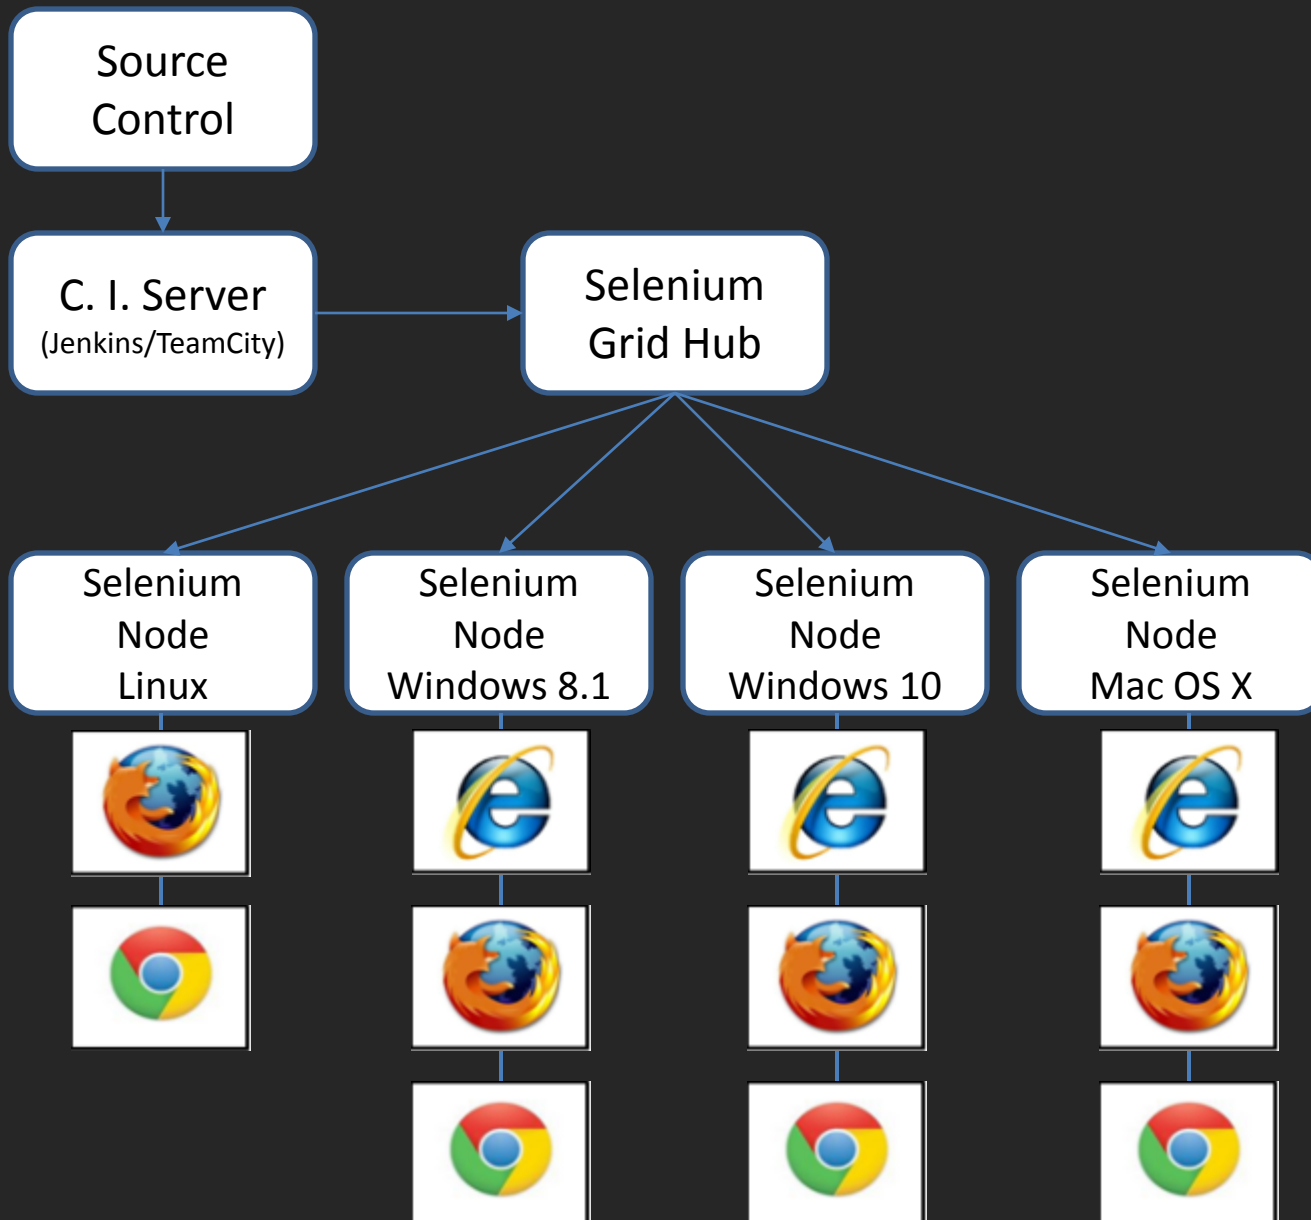 Source
Control
C. I. Server
(Jenkins/TeamCity)
Selenium
Grid Hub
Selenium
Node
Linux
Selenium
Node
Windows 8.1
Selenium
Node
Windows 10
Selenium
Node
Mac OS X